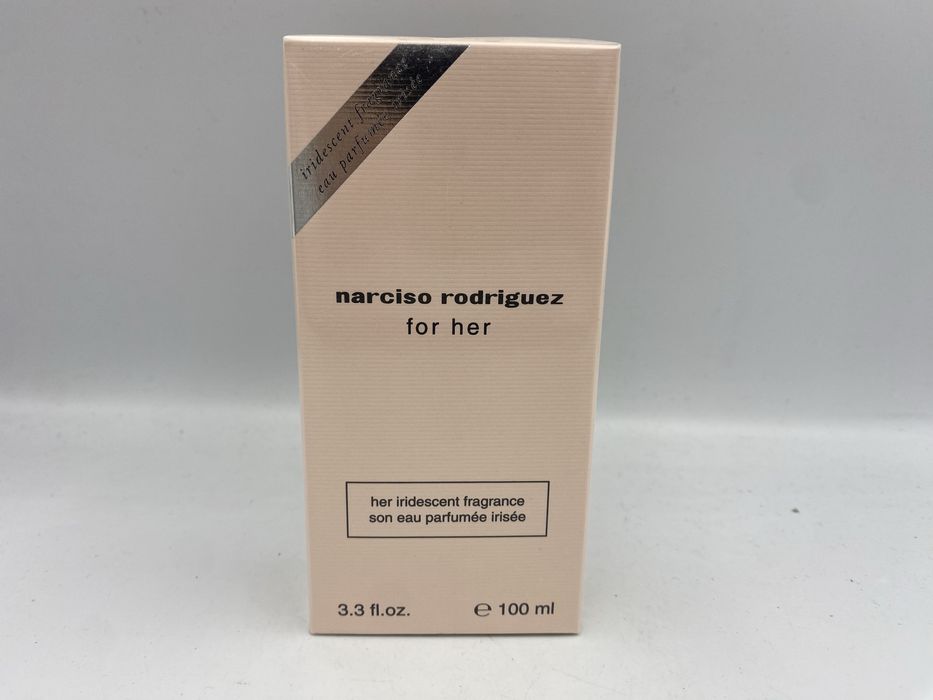 iridescent fragrance
eau parfumée irisée
narciso rodriguez
for her
her iridescent fragrance
son eau parfumée irisée
3.3 fl.oz. ℮ 100 ml